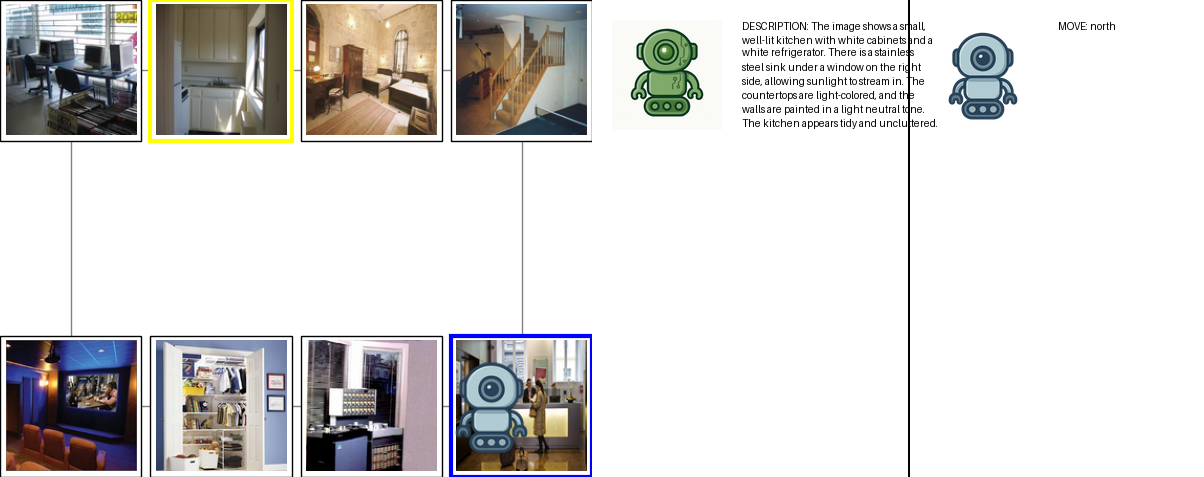 DESCRIPTION: The image shows a small,
well-lit kitchen with white cabinets and a
white refrigerator. There is a stainless
steel sink under a window on the right
side, allowing sunlight to stream in. The
countertops are light-colored, and the
walls are painted in a light neutral tone.
The kitchen appears tidy and uncluttered.
MOVE: north